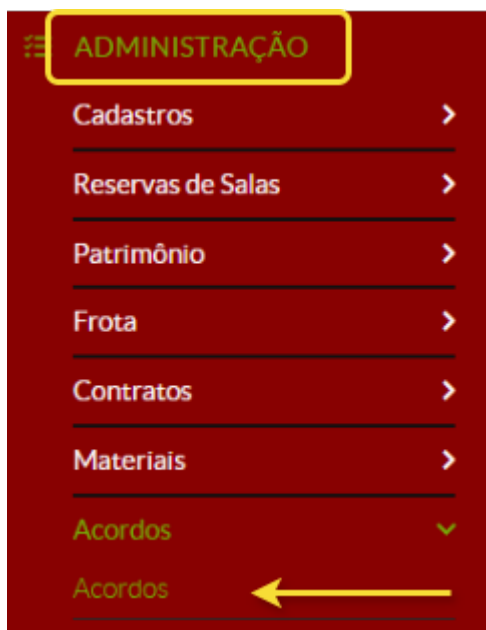 ADMINISTRAÇÃO
Cadastros
Reservas de Salas
Patrimônio
Frota
Contratos
Materiais
Acordos
Acordos